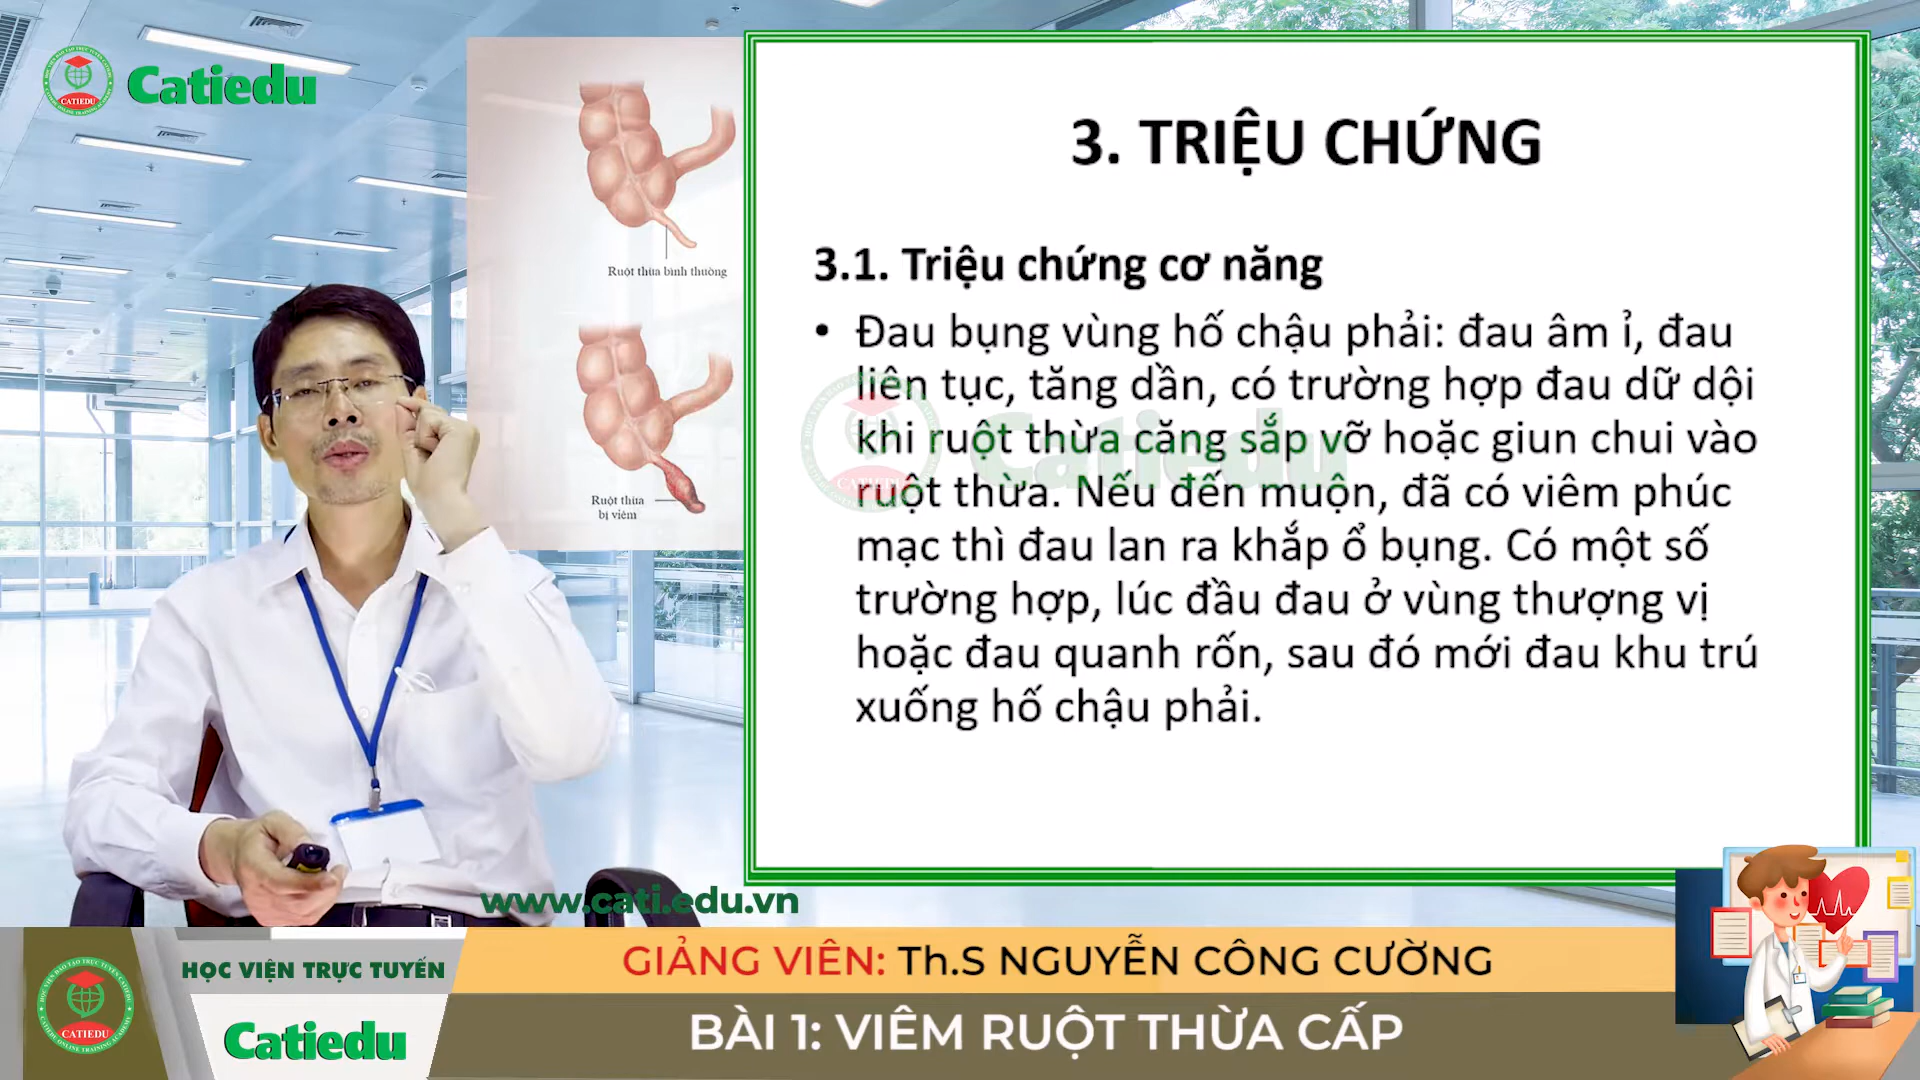 Catiedu
CATIEDU
Ruột thừa bình thường
Ruột thừa
bị viêm
3. TRIỆU CHỨNG
3.1. Triệu chứng cơ năng
• Đau bụng vùng hố chậu phải: đau âm ỉ, đau
liên tục, tăng dần, có trường hợp đau dữ dội
khi ruột thừa căng sắp vỡ hoặc giun chui vào
ruột thừa. Nếu đến muộn, đã có viêm phúc
mạc thì đau lan ra khắp ổ bụng. Có một số
trường hợp, lúc đầu đau ở vùng thượng vị
hoặc đau quanh rốn, sau đó mới đau khu trú
xuống hố chậu phải.
Catiedu
CATIEDU
www.cati.edu.vn
HỌC VIỆN TRỰC TUYẾN
Catiedu
CATIEDU
GIẢNG VIÊN: Th.S NGUYỄN CÔNG CƯỜNG
BÀI 1: VIÊM RUỘT THỪA CẤP